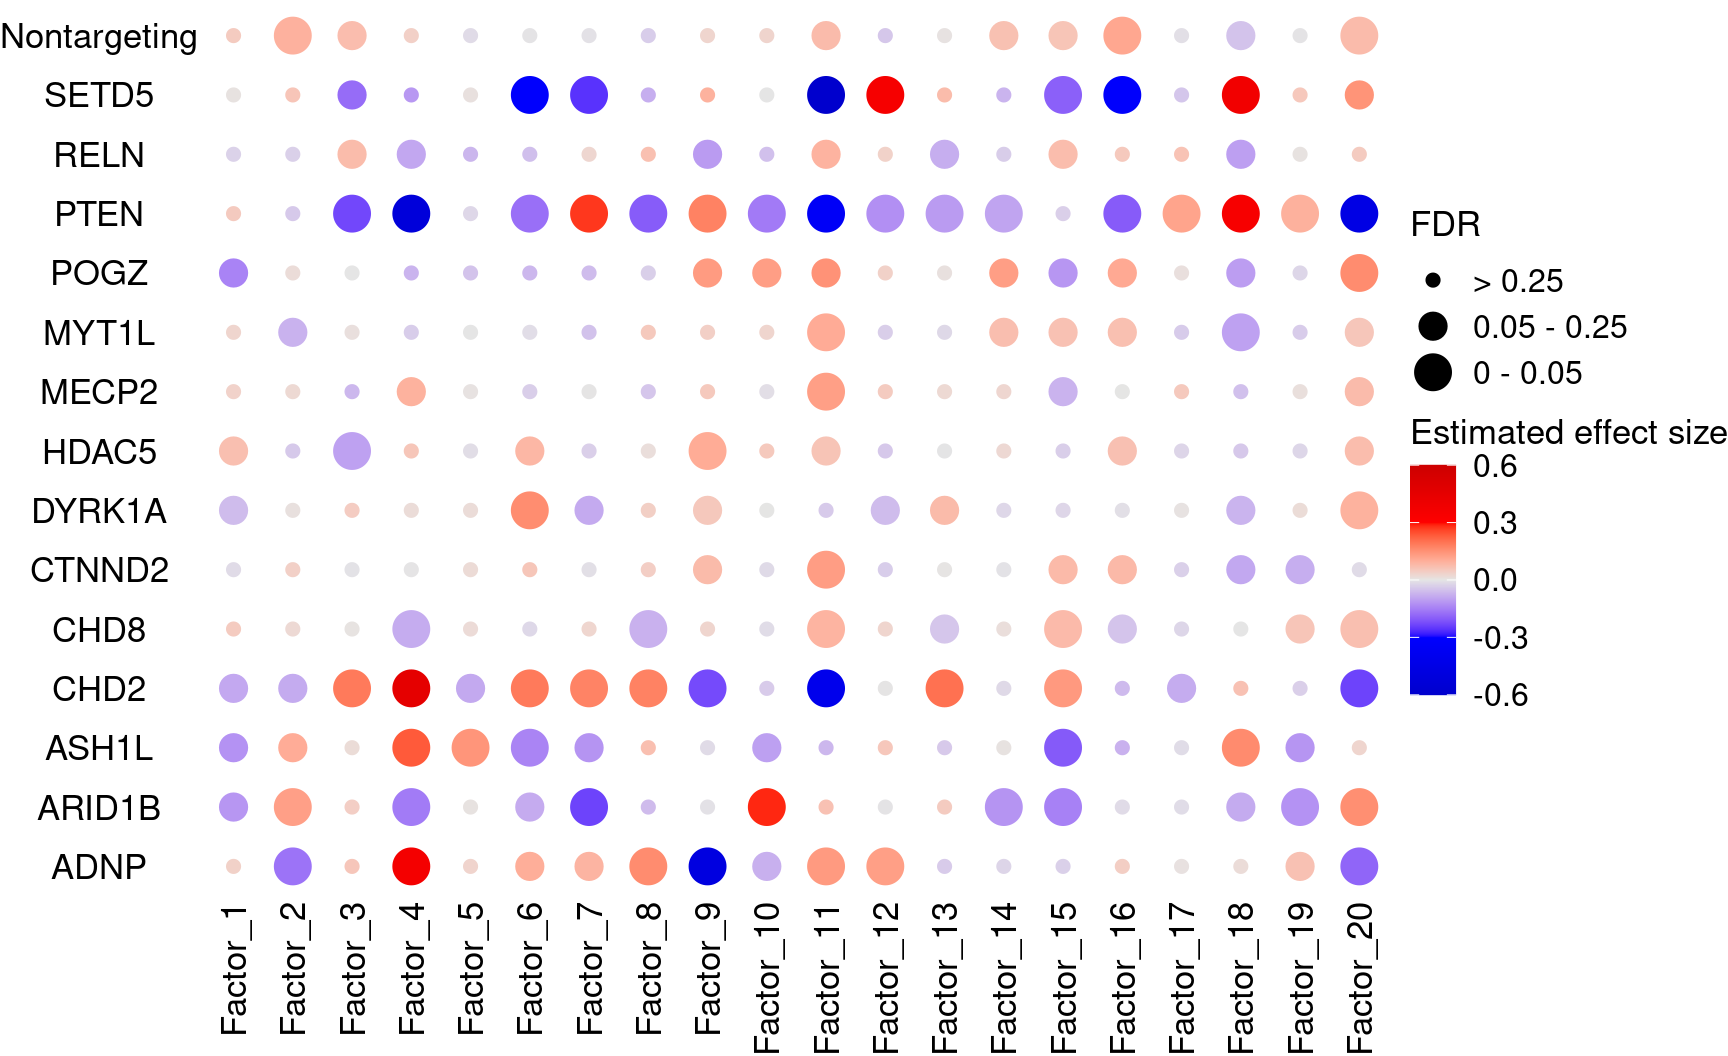 Nontargeting
SETD5
RELN
PTEN
POGZ
MYT1L
MECP2
HDAC5
DYRK1A
CTNND2
CHD8
CHD2
ASH1L
ARID1B
ADNP
Factor_1
Factor_2
Factor_3
Factor_4
Factor_5
Factor_6
Factor_7
Factor_8
Factor_9
Factor_10
Factor_11
Factor_12
Factor_13
Factor_14
Factor_15
Factor_16
Factor_17
Factor_18
Factor_19
Factor_20
FDR
> 0.25
0.05 - 0.25
0 - 0.05
Estimated effect size
0.6
0.3
0.0
-0.3
-0.6